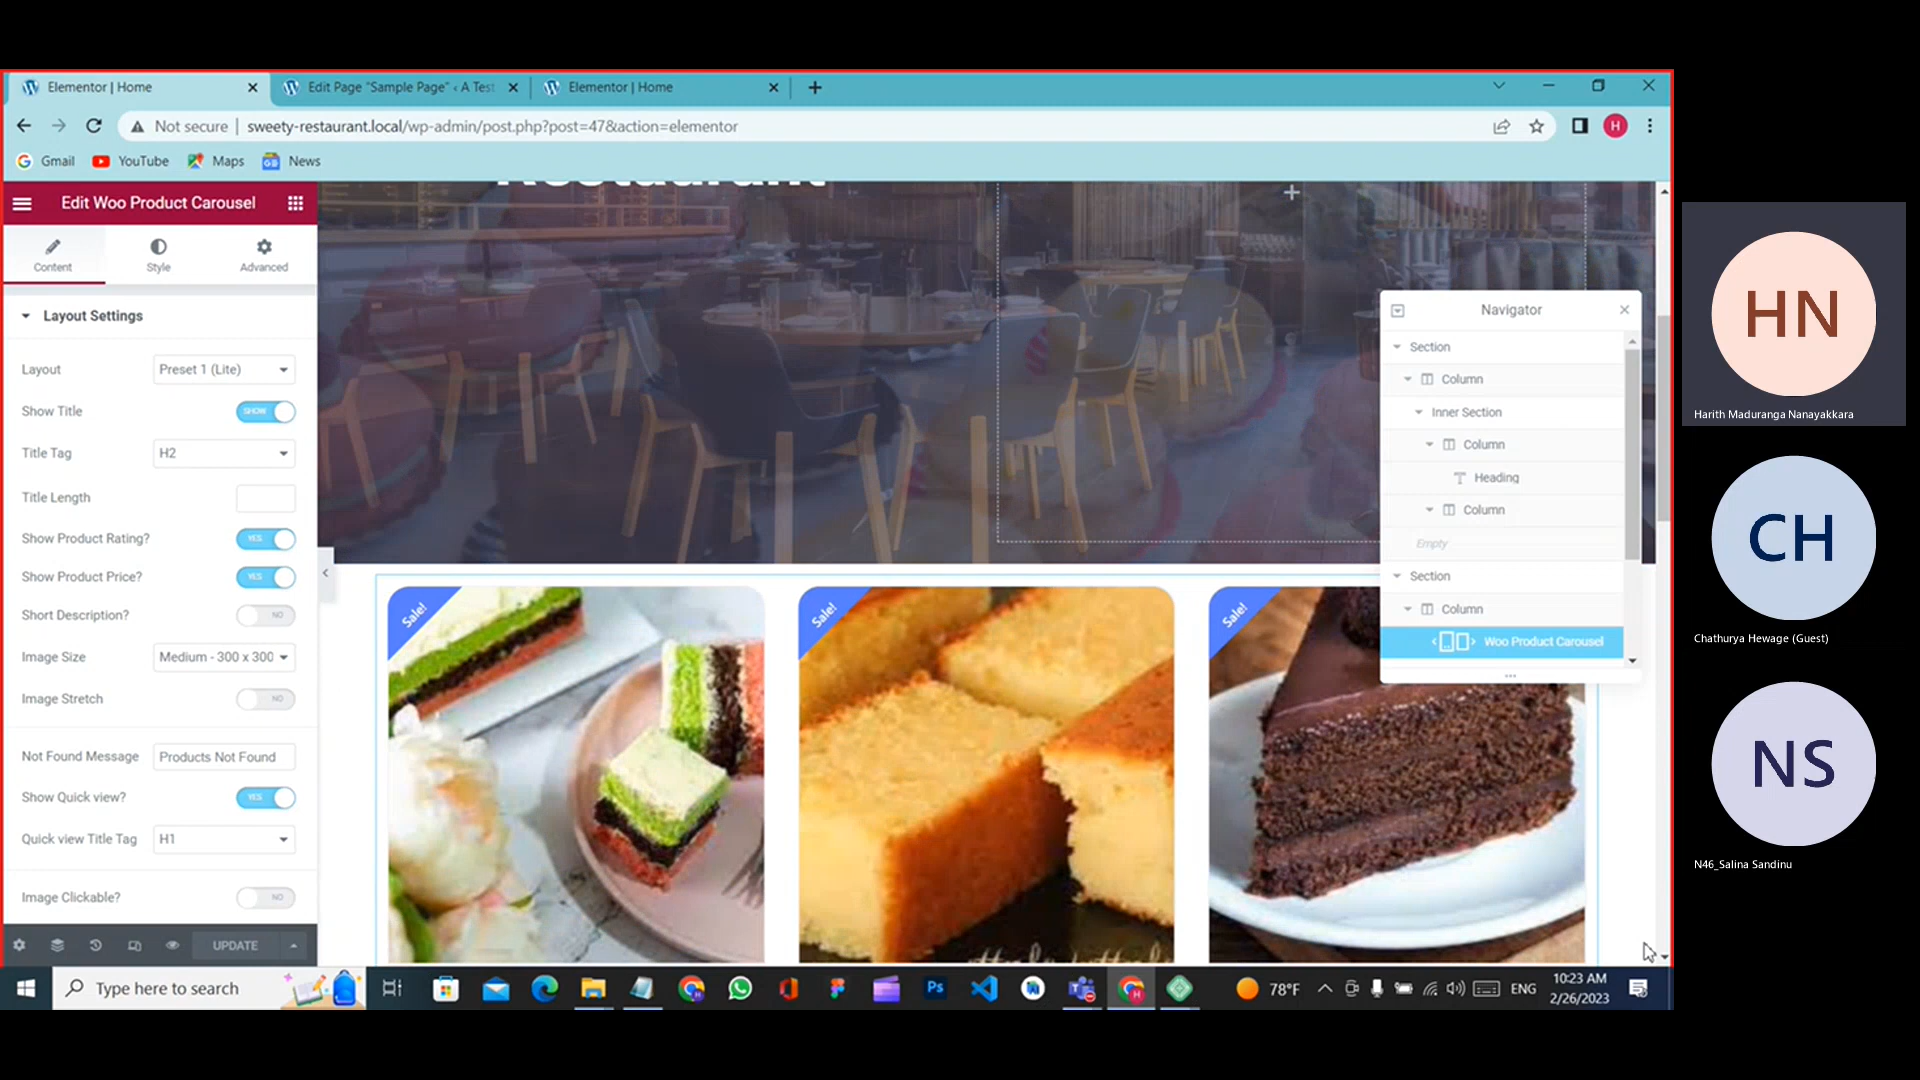 Elementor | Home
Edit Page "Sample Page" ‹ A Test
Elementor | Home
Not secure
sweety-restaurant.local/wp-admin/post.php?post=47&action=elementor
H
Gmail
YouTube
Maps
News
Edit Woo Product Carousel
Restaurant
Content
Style
Advanced
Layout Settings
Layout
Preset 1 (Lite)
Show Title
SHOW
Title Tag
H2
Title Length
Show Product Rating?
YES
Show Product Price?
YES
Short Description?
NO
Image Size
Medium - 300 x 300
Image Stretch
NO
Not Found Message
Products Not Found
Show Quick view?
YES
Quick view Title Tag
H1
Image Clickable?
NO
UPDATE
Sale!
Sale!
Sale!
Navigator
Section
Column
Inner Section
Column
Heading
Column
Empty
Section
Column
Woo Product Carousel
HN
Harith Maduranga Nanayakkara
CH
Chathurya Hewage (Guest)
NS
N46_Salina Sandinu
Type here to search
Ps
78°F
ENG
10:23 AM
2/26/2023